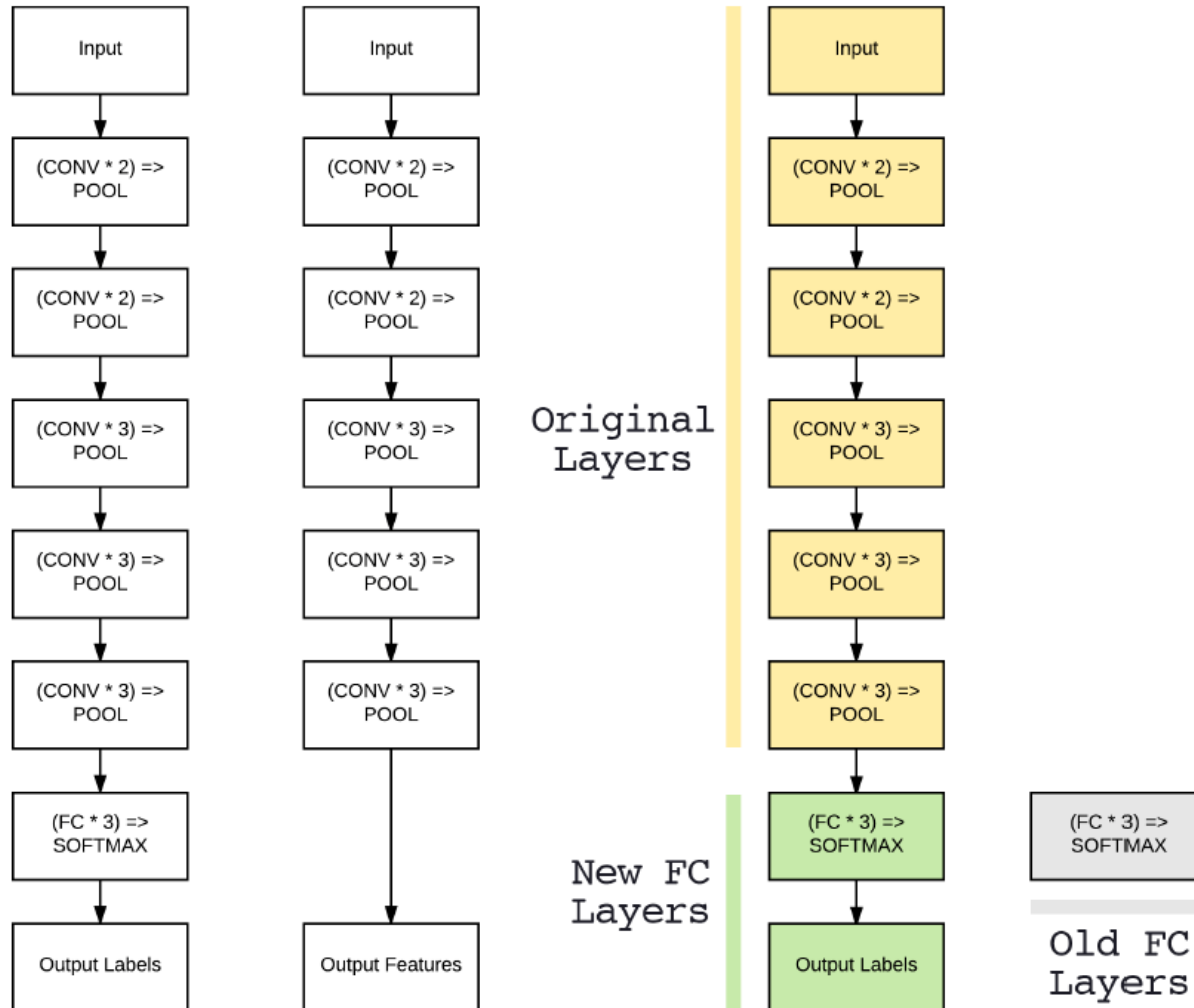 Input
(CONV * 2) =>
POOL
(CONV * 2) =>
POOL
(CONV * 3) =>
POOL
(CONV * 3) =>
POOL
(CONV * 3) =>
POOL
(FC * 3) =>
SOFTMAX
Output Labels
Input
(CONV * 2) =>
POOL
(CONV * 2) =>
POOL
(CONV * 3) =>
POOL
(CONV * 3) =>
POOL
(CONV * 3) =>
POOL
Output Features
Original
Layers
New FC
Layers
Input
(CONV * 2) =>
POOL
(CONV * 2) =>
POOL
(CONV * 3) =>
POOL
(CONV * 3) =>
POOL
(CONV * 3) =>
POOL
(FC * 3) =>
SOFTMAX
Output Labels
(FC * 3) =>
SOFTMAX
Old FC
Layers